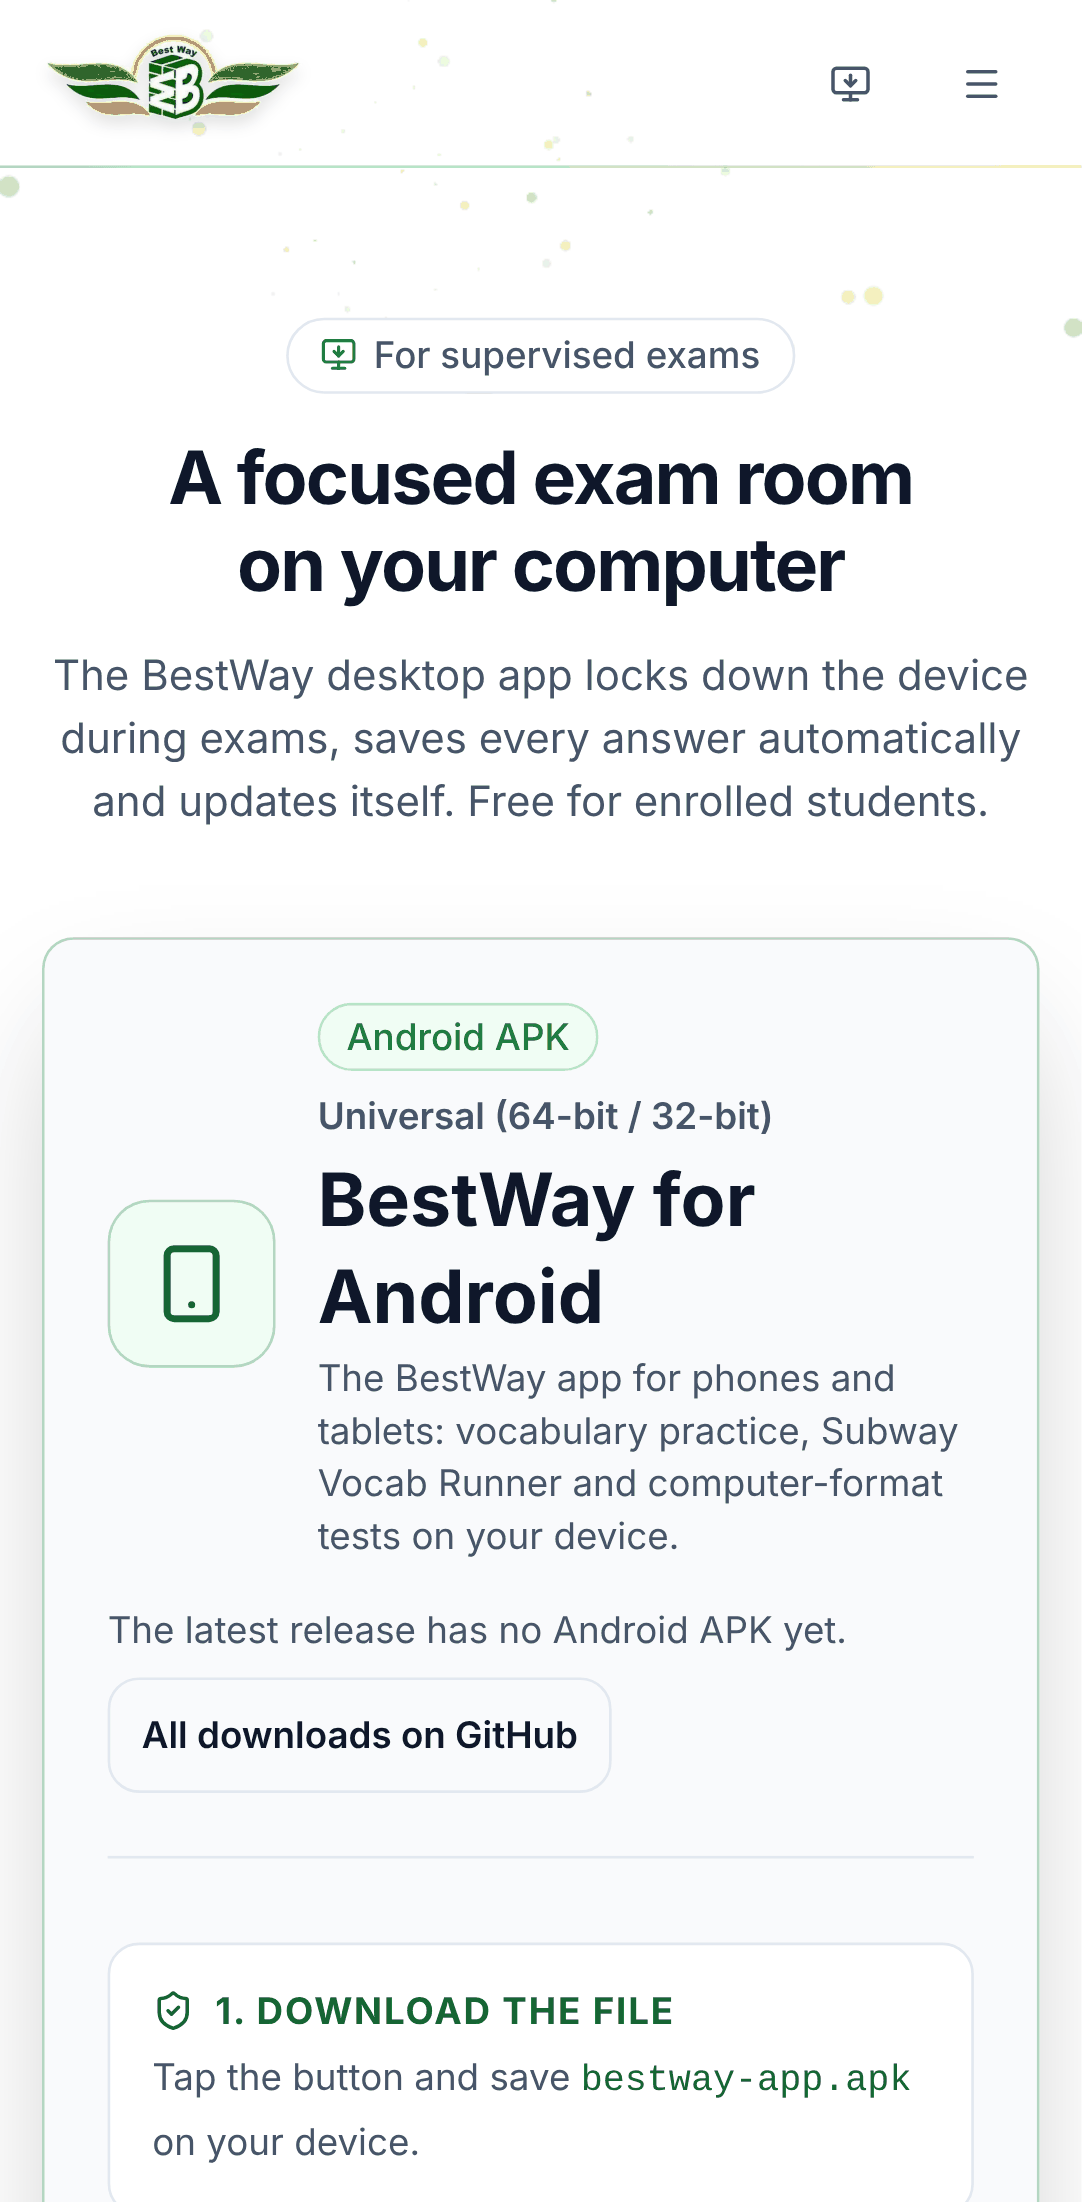 Best Way
For supervised exams
A focused exam room
on your computer
The BestWay desktop app locks down the device
during exams, saves every answer automatically
and updates itself. Free for enrolled students.
Android APK
Universal (64-bit / 32-bit)
BestWay for
Android
The BestWay app for phones and
tablets: vocabulary practice, Subway
Vocab Runner and computer-format
tests on your device.
The latest release has no Android APK yet.
All downloads on GitHub
1. DOWNLOAD THE FILE
Tap the button and save bestway-app.apk
on your device.